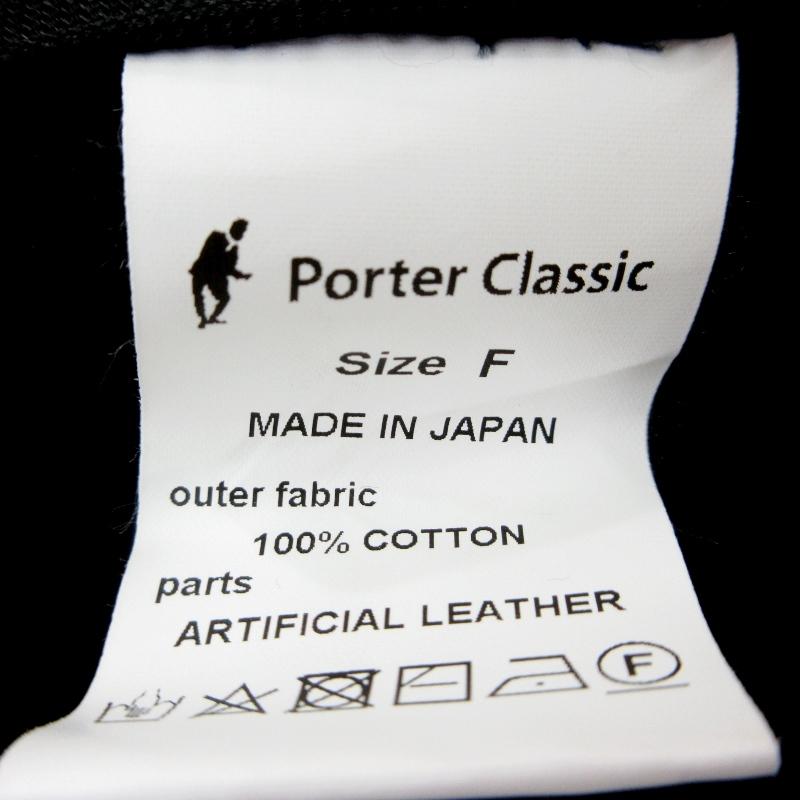 Porter Classic
Size F
MADE IN JAPAN
outer fabric
100% COTTON
parts
ARTIFICIAL LEATHER
F